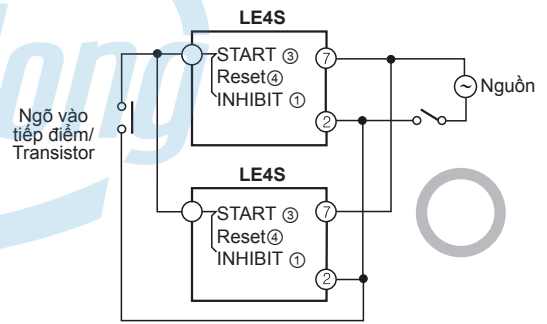 LE4S
START ③
Reset④
INHIBIT ①
7
2
Nguồn
Ngõ vào
tiếp điểm/
Transistor
LE4S
START ③
Reset④
INHIBIT ①
7
2